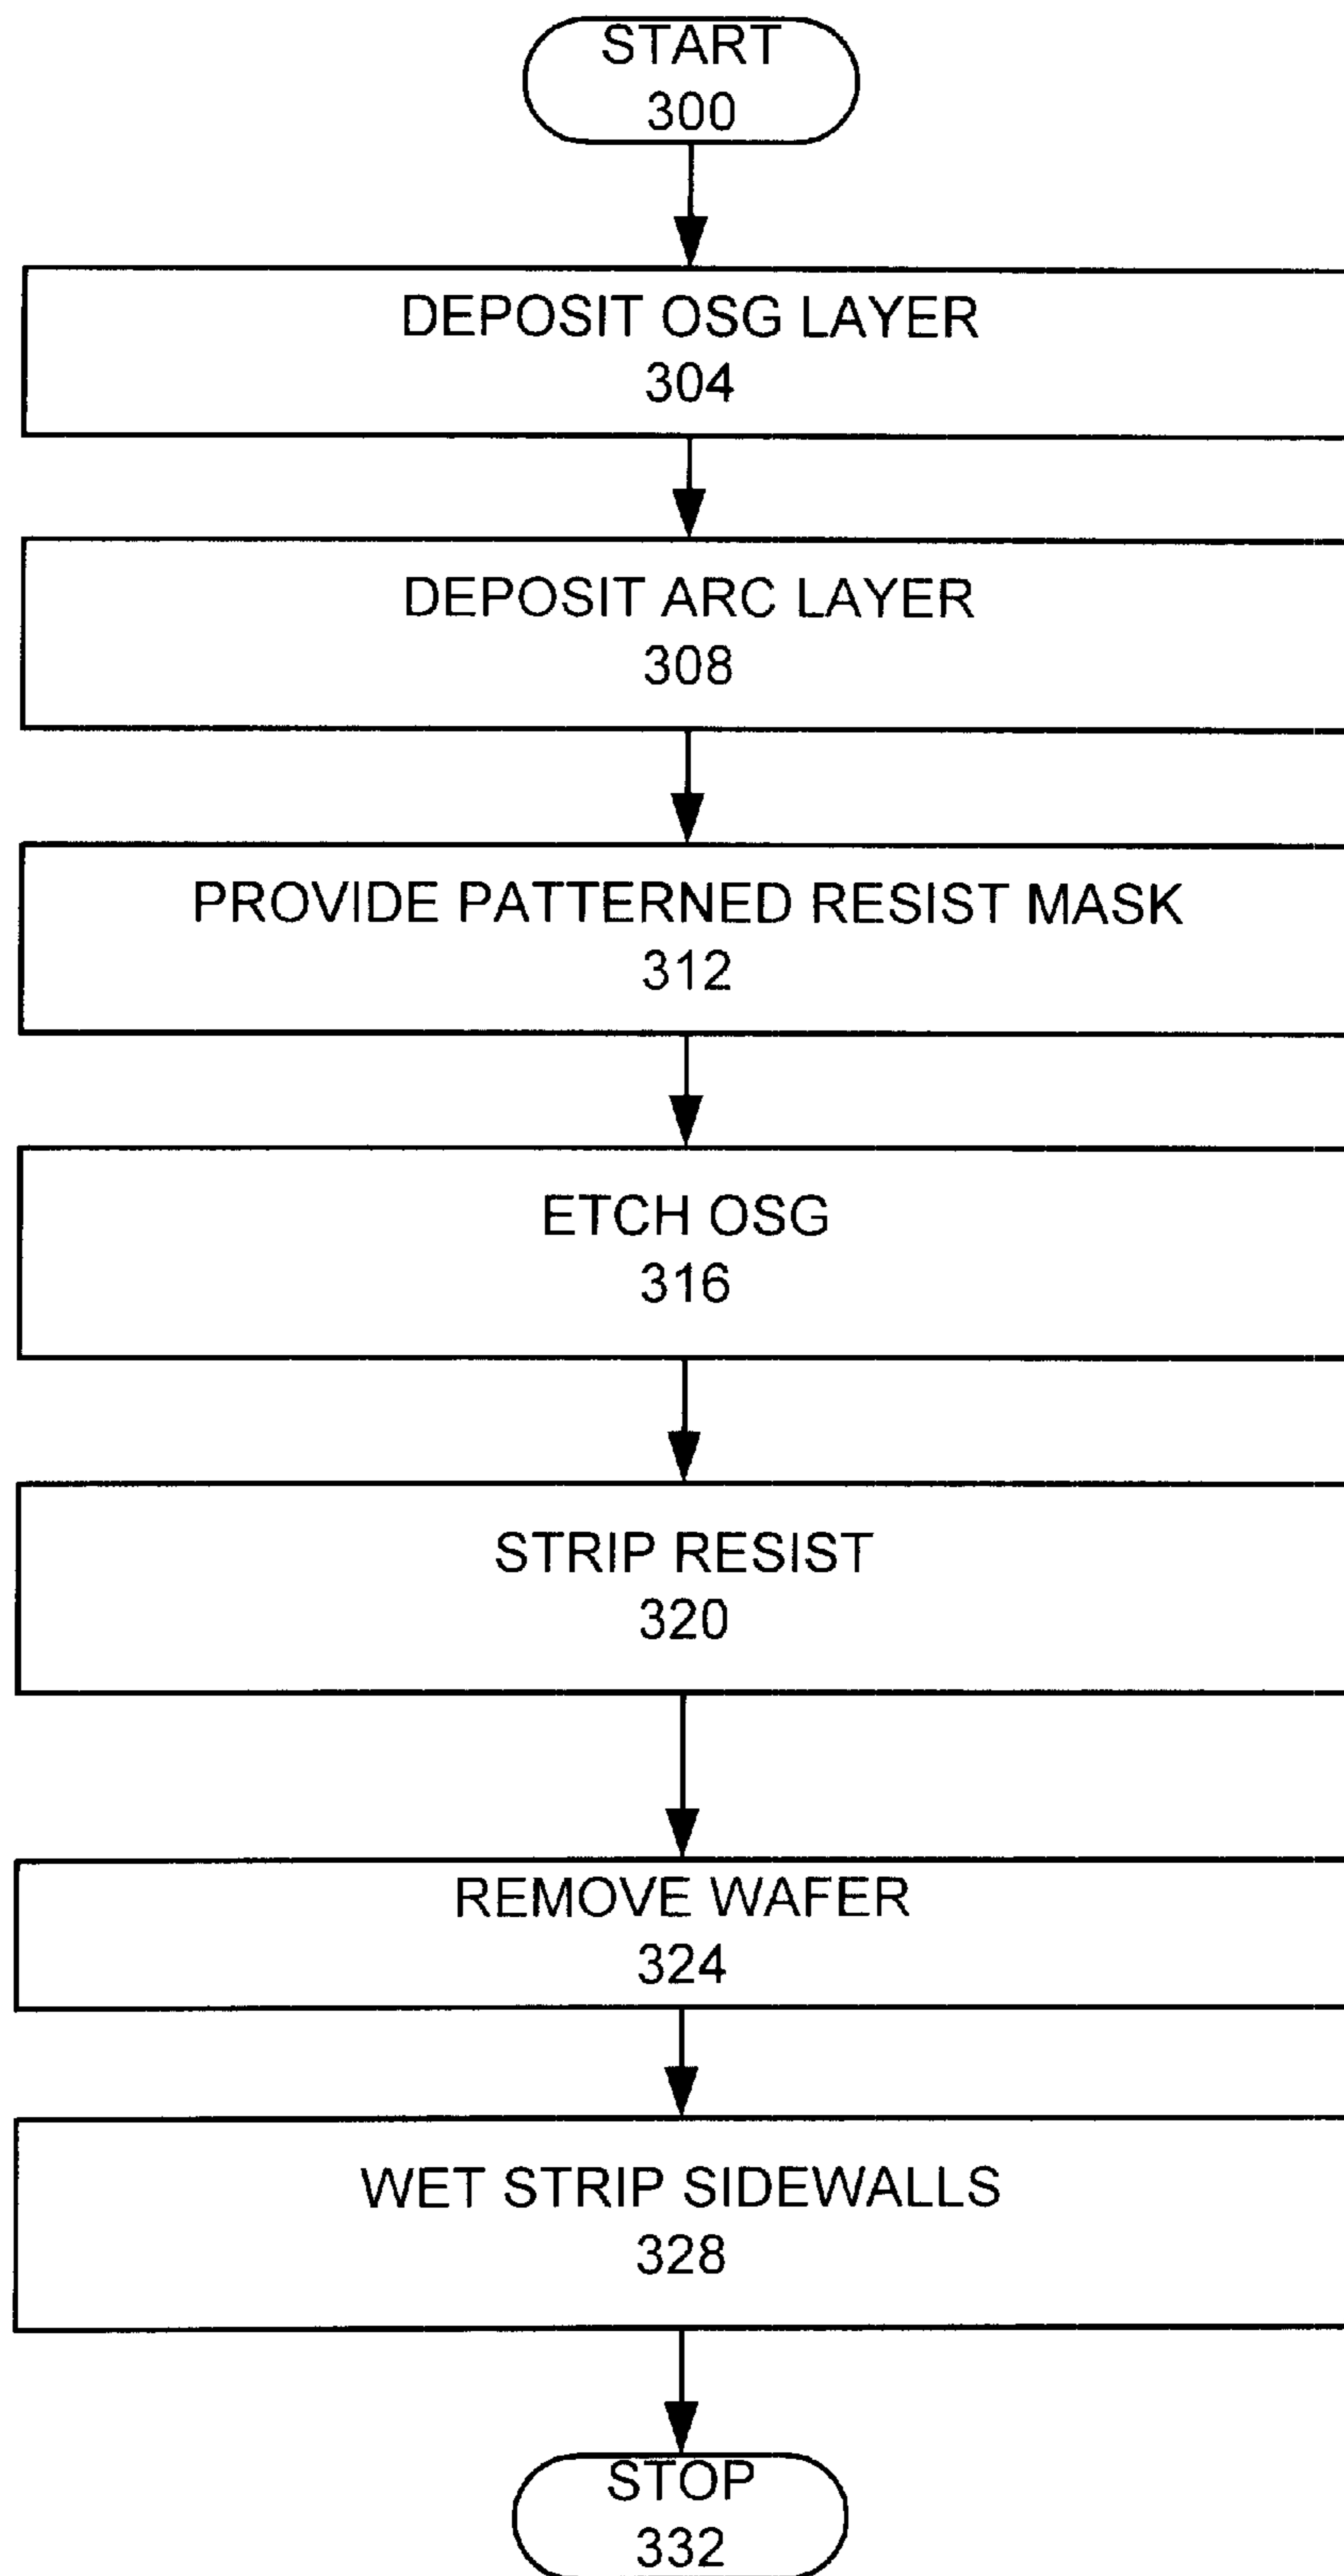 START
300
DEPOSIT OSG LAYER
304
DEPOSIT ARC LAYER
308
PROVIDE PATTERNED RESIST MASK
312
ETCH OSG
316
STRIP RESIST
320
REMOVE WAFER
324
WET STRIP SIDEWALLS
328
STOP
332